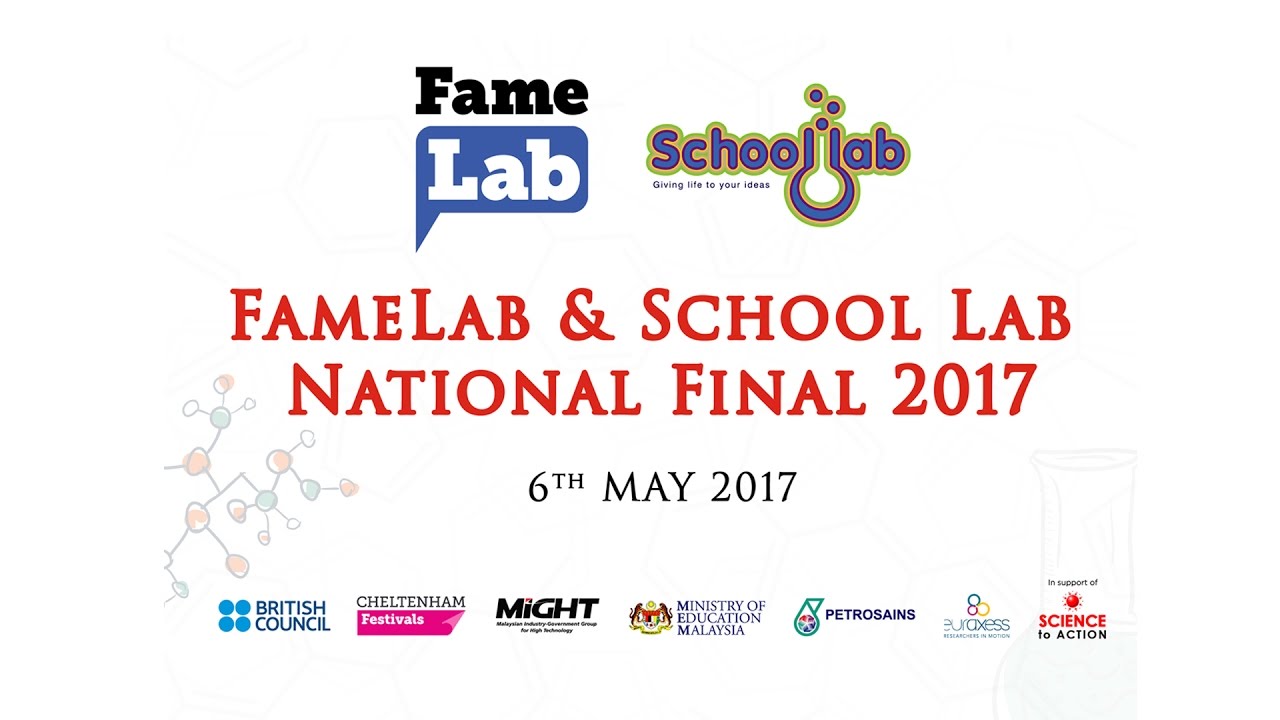 Fame
Lab
School lab
Giving life to your ideas
FameLab & School Lab
National Final 2017
6TH MAY 2017
In support of
BRITISH
COUNCIL
CHELTENHAM
Festivals
MiGHT
Malaysian Industry-Government Group
for High Technology
MINISTRY OF
EDUCATION
MALAYSIA
PETROSAINS
euraxess
RESEARCHERS IN MOTION
SCIENCE
to ACTION